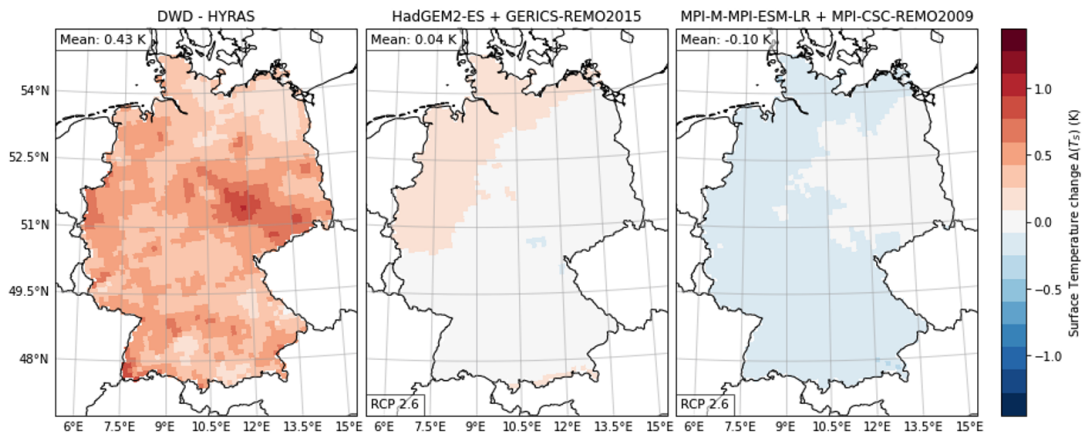 DWD - HYRAS
HadGEM2-ES + GERICS-REMO2015
MPI-M-MPI-ESM-LR + MPI-CSC-REMO2009
Mean: 0.43 K
Mean: 0.04 K
Mean: -0.10 K
54°N
52.5°N
51°N
49.5°N
48°N
RCP 2.6
RCP 2.6
6°E 7.5°E 9°E 10.5°E 12°E 13.5°E 15°E
6°E 7.5°E 9°E 10.5°E 12°E 13.5°E 15°E
6°E 7.5°E 9°E 10.5°E 12°E 13.5°E 15°E
1.0
0.5
0.0
−0.5
−1.0
Surface Temperature change Δ(Ts) (K)